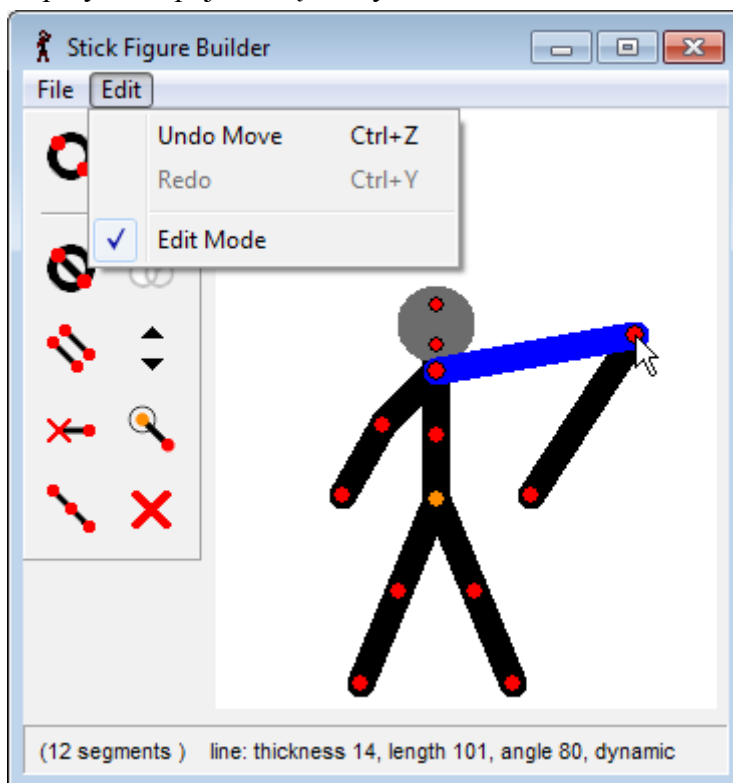 Stick Figure Builder
File Edit
Undo Move Ctrl+Z
Redo Ctrl+Y
Edit Mode
(12 segments ) line: thickness 14, length 101, angle 80, dynamic